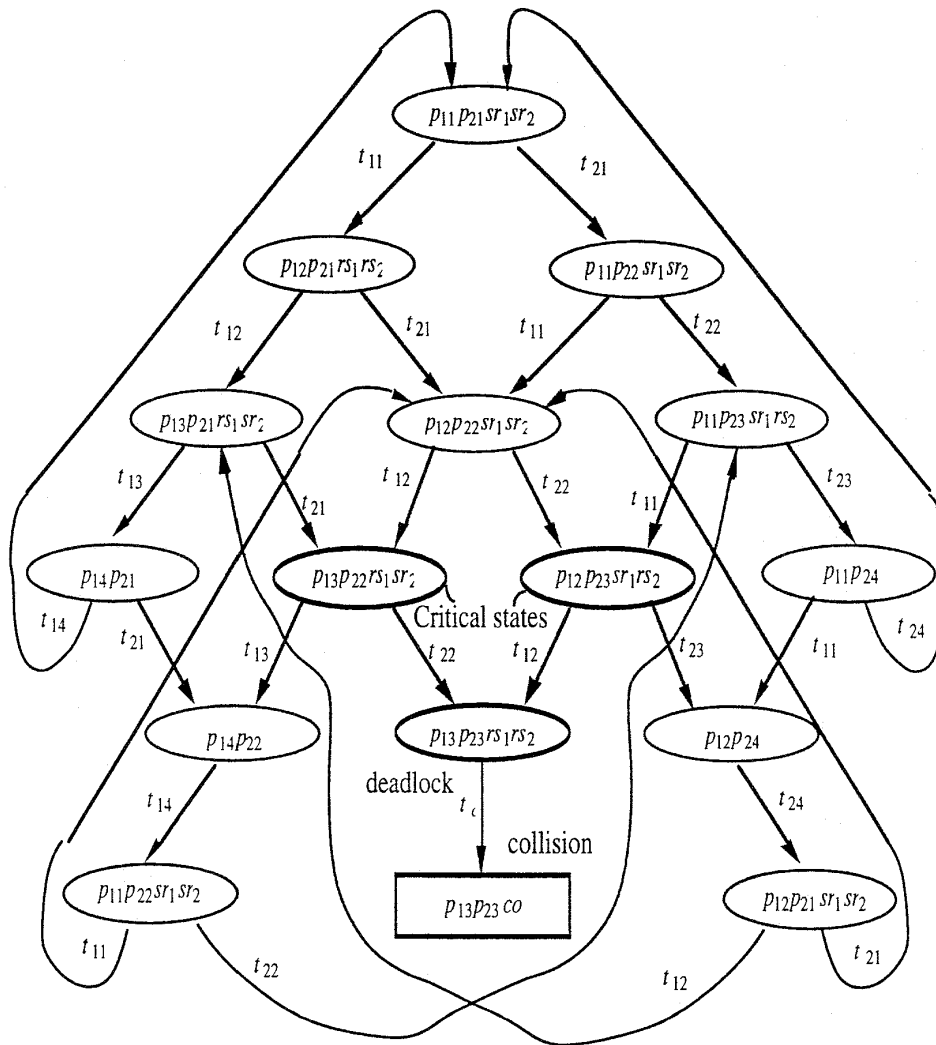 p11p21sr1sr2
t11
t21
p12p21rs1rs2
p11p22sr1sr2
t12
t21
t11
t22
p13p21rs1sr2
p12p22sr1sr2
p11p23sr1rs2
t13
t21
t12
t22
t11
t23
p14p21
p13p22rs1sr2
p12p23sr1rs2
p11p24
Critical states
t14
t21
t13
t22
t12
t23
t11
t24
p14p22
p13p23rs1rs2
p12p24
deadlock
t14
t24
collision
p11p22sr1sr2
p13p23co
p12p21sr1sr2
t11
t22
t12
t21